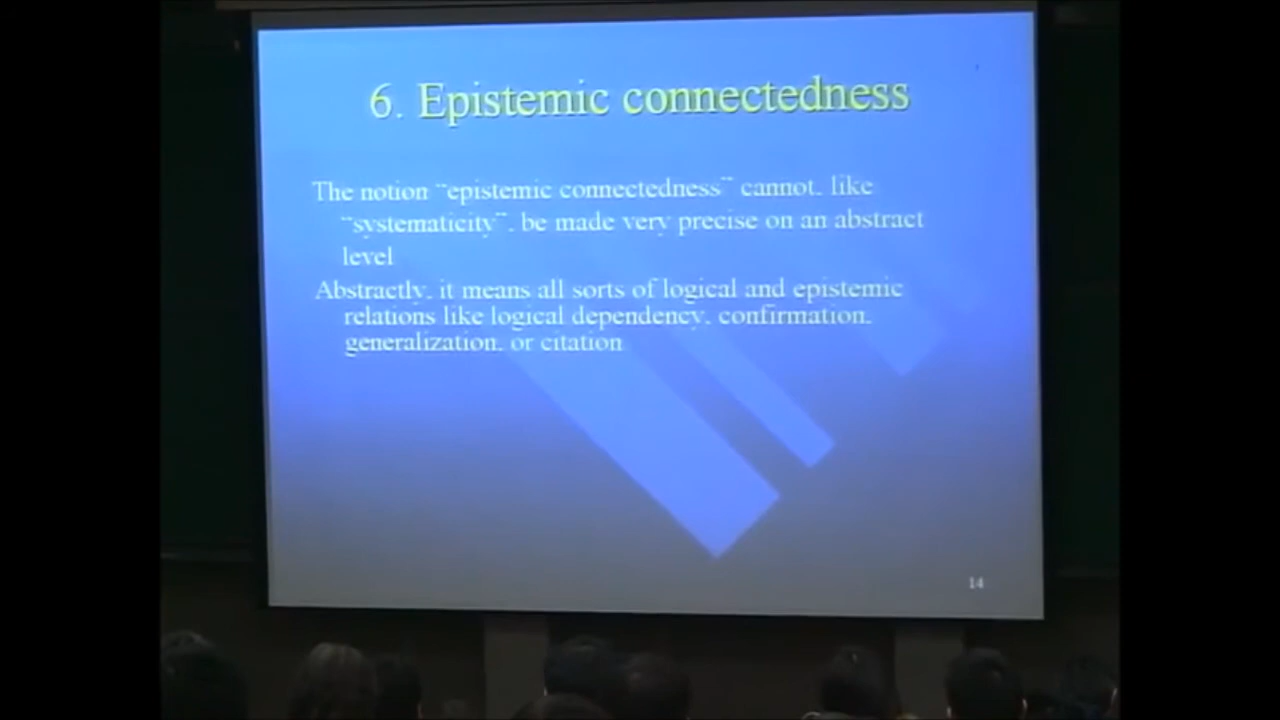 6. Epistemic connectedness
The notion "epistemic connectedness" cannot, like
"systematicity", be made very precise on an abstract
level
Abstractly, it means all sorts of logical and epistemic
relations like logical dependency, confirmation,
generalization, or citation
14